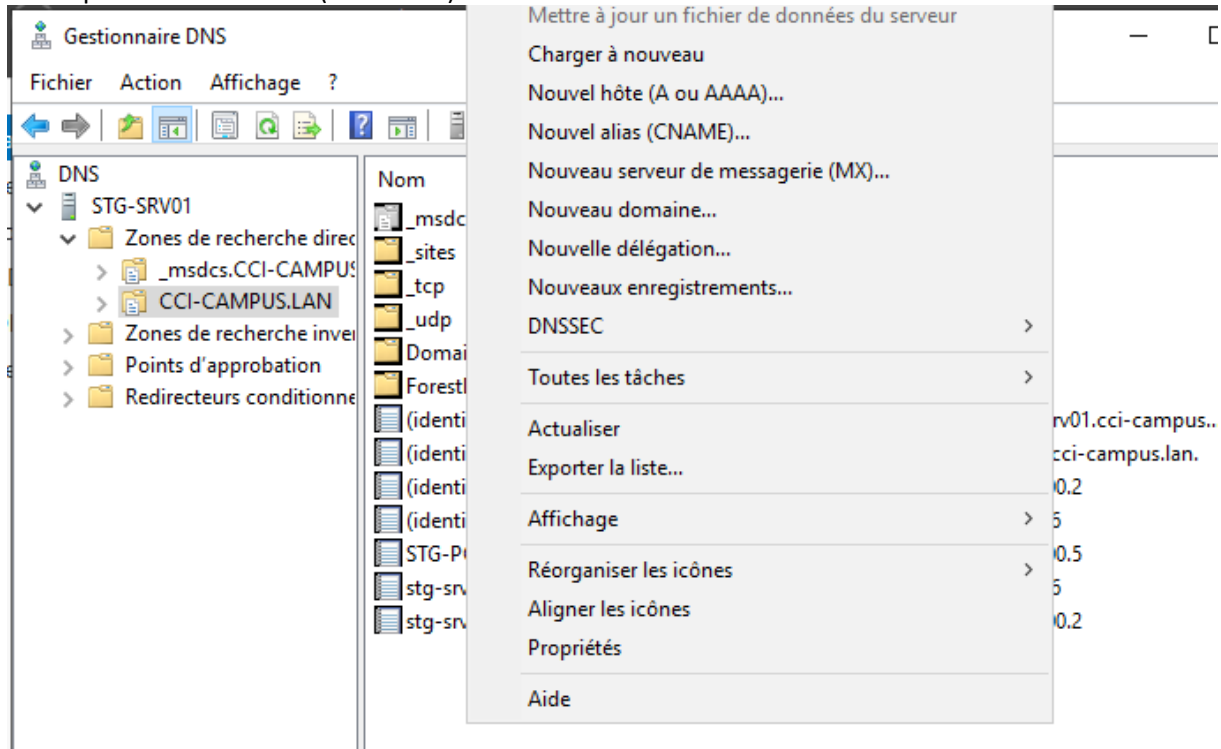 Gestionnaire DNS
Fichier Action Affichage ?
DNS
STG-SRV01
Zones de recherche direc
_msdcs.CCI-CAMPUS
CCI-CAMPUS.LAN
Zones de recherche inver
Points d'approbation
Redirecteurs conditionne
Nom
_msdc
_sites
_tcp
_udp
Domai
Forest
(identi
(identi
(identi
(identi
STG-P
stg-srv
stg-srv
Mettre à jour un fichier de données du serveur
Charger à nouveau
Nouvel hôte (A ou AAAA)...
Nouvel alias (CNAME)...
Nouveau serveur de messagerie (MX)...
Nouveau domaine...
Nouvelle délégation...
Nouveaux enregistrements...
DNSSEC
Toutes les tâches
Actualiser
Exporter la liste...
Affichage
Réorganiser les icônes
Aligner les icônes
Propriétés
Aide
rv01.cci-campus..
cci-campus.lan.
0.2
0.5
0.2